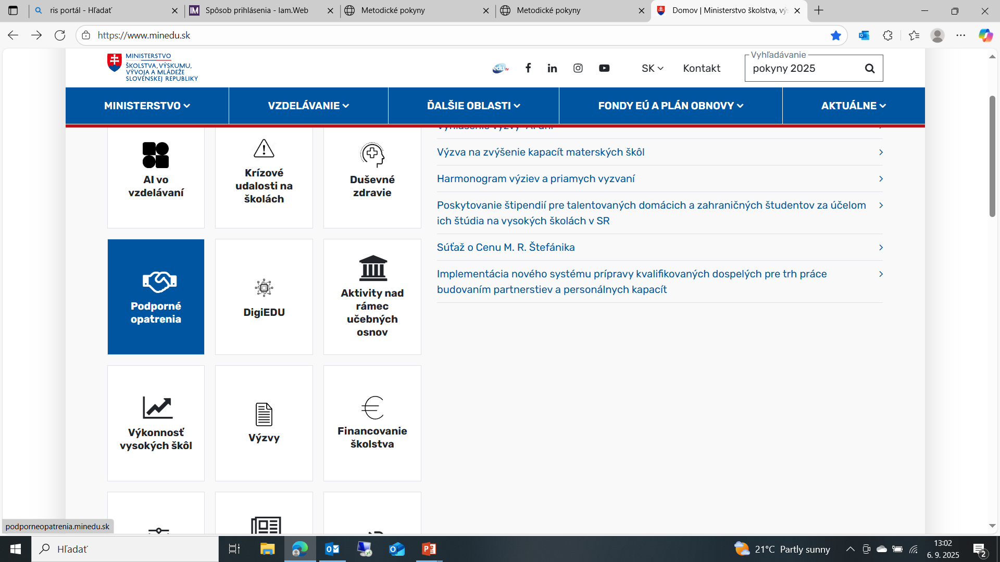 ris portál - Hľadať
Spôsob prihlásenia - Iam.Web
Metodické pokyny
Metodické pokyny
Domov | Ministerstvo školstva, vý
https://www.minedu.sk
MINISTERSTVO
ŠKOLSTVA, VÝSKUMU,
VÝVOJA A MLÁDEŽE
SLOVENSKEJ REPUBLIKY
edu tv
SK
Kontakt
Vyhľadávanie
pokyny 2025
MINISTERSTVO
VZDELÁVANIE
ĎALŠIE OBLASTI
FONDY EÚ A PLÁN OBNOVY
AKTUÁLNE
AI vo
vzdelávaní
Krízové
udalosti na
školách
Duševné
zdravie
Podporné
opatrenia
DigiEDU
Aktivity nad
rámec
učebných
osnov
Výkonnosť
vysokých škôl
Výzvy
Financovanie
školstva
Výzva na zvýšenie kapacít materských škôl
Harmonogram výziev a priamych vyzvaní
Poskytovanie štipendií pre talentovaných domácich a zahraničných študentov za účelom
ich štúdia na vysokých školách v SR
Súťaž o Cenu M. R. Štefánika
Implementácia nového systému prípravy kvalifikovaných dospelých pre trh práce
budovaním partnerstiev a personálnych kapacít
podporneopatrenia.minedu.sk
Hľadať
21°C Partly sunny
13:02
6. 9. 2025
2